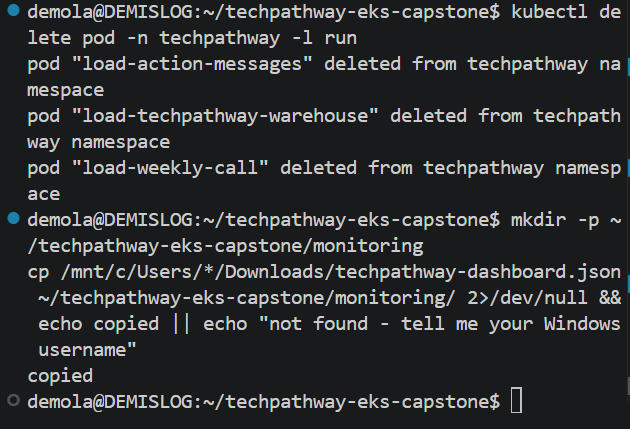 demola@DEMISLOG:~/techpathway-eks-capstone$ kubectl de
lete pod -n techpathway -l run
pod "load-action-messages" deleted from techpathway na
mespace
pod "load-techpathway-warehouse" deleted from techpath
way namespace
pod "load-weekly-call" deleted from techpathway namesp
ace
demola@DEMISLOG:~/techpathway-eks-capstone$ mkdir -p ~
/techpathway-eks-capstone/monitoring
cp /mnt/c/Users/*/Downloads/techpathway-dashboard.json
 ~/techpathway-eks-capstone/monitoring/ 2>/dev/null &&
 echo copied || echo "not found - tell me your Windows
 username"
copied
demola@DEMISLOG:~/techpathway-eks-capstone$